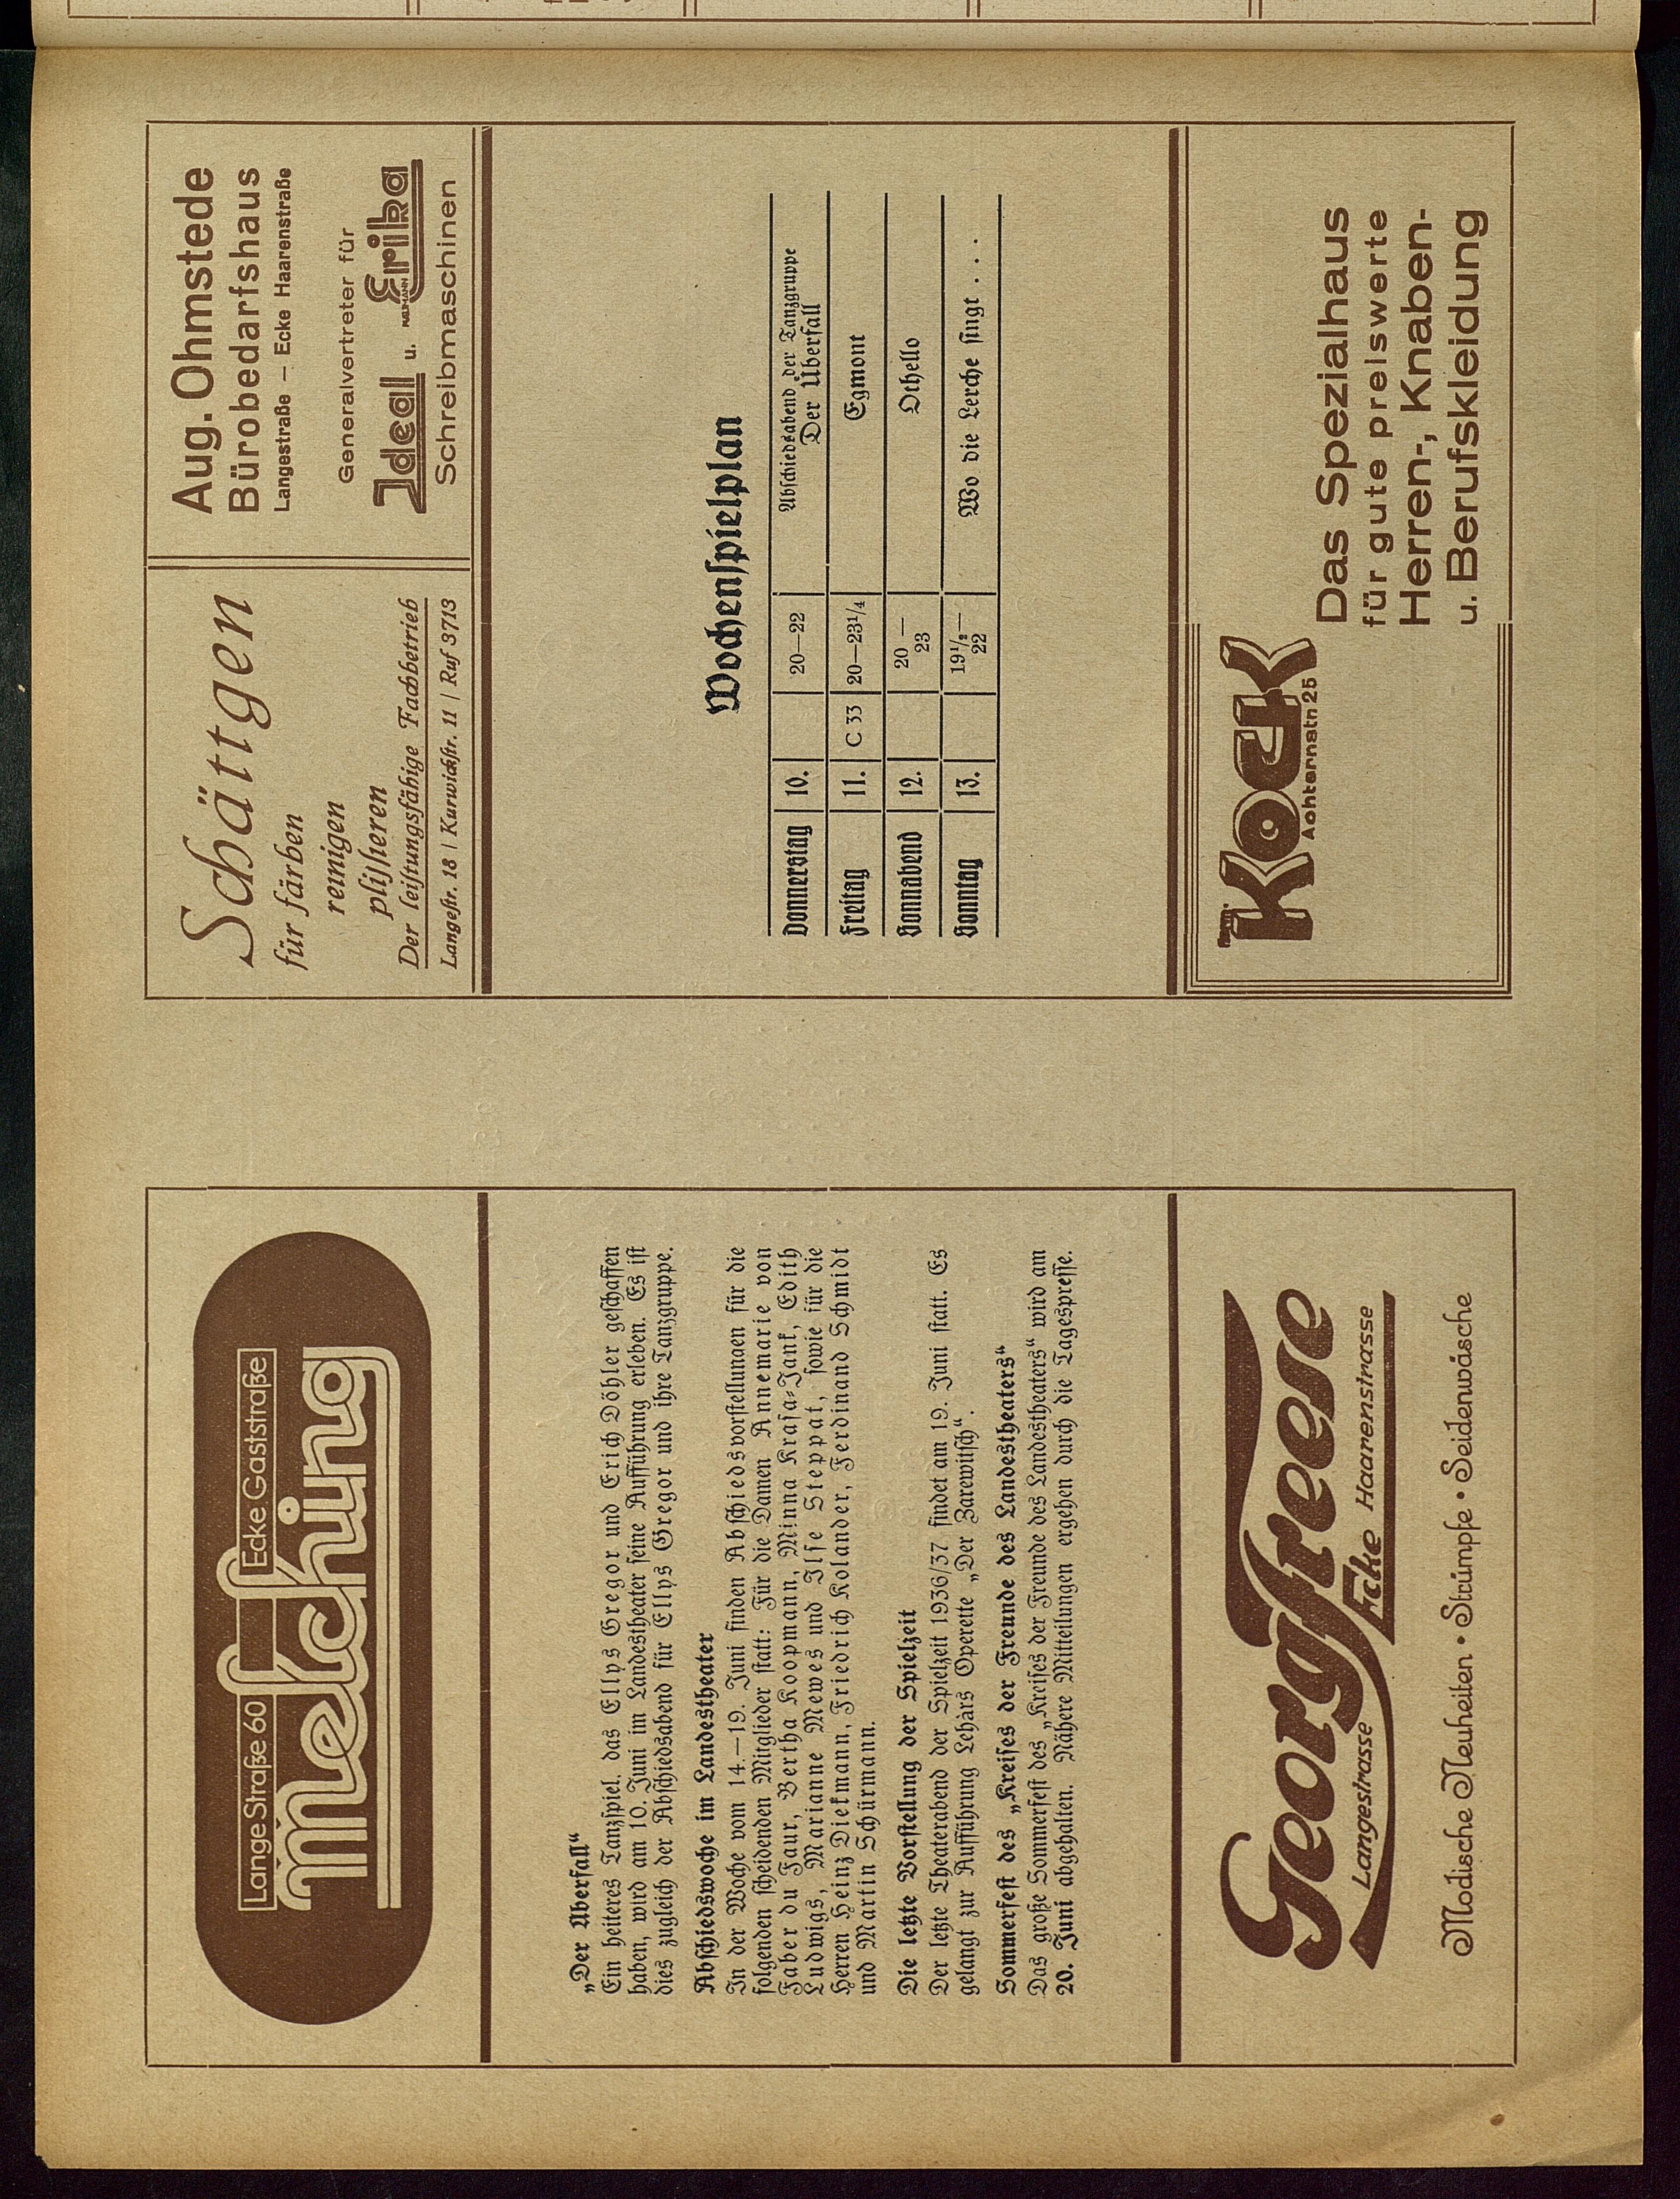 Lange Straße 60
Ecke Gaststraße
Melching
„Der Überfall“
Ein heiteres Tanzspiel, das Ellys Gregor und Erich Döhler geschaffen
haben, wird am 10. Juni im Landestheater seine Aufführung erleben. Es ist
dies zugleich der Abschiedsabend für Ellys Gregor und ihre Tanzgruppe.
Abschiedswoche im Landestheater
In der Woche vom 14.—19. Juni finden Abschiedsvorstellungen für die
folgenden scheidenden Mitglieder statt: Für die Damen Annemarie von
Faber du Faur, Bertha Koopmann, Minna Krasa-Jank, Edith
Ludwigs, Marianne Mewes und Ilse Steppat, sowie für die
Herren Heinz Diekmann, Friedrich Kolander, Ferdinand Schmidt
und Martin Schürmann.
Die letzte Vorstellung der Spielzeit
Der letzte Theaterabend der Spielzeit 1936/37 findet am 19. Juni statt. Es
gelangt zur Aufführung Lehàrs Operette „Der Zarewitsch“.
Sommerfest des „Kreises der Freunde des Landestheaters“
Das große Sommerfest des „Kreises der Freunde des Landestheaters“ wird am
20. Juni abgehalten. Nähere Mitteilungen ergehen durch die Tagespresse.
Georg Freese
Langestrasse Ecke Haarenstrasse
Modische Neuheiten • Strümpfe • Seidenwäsche
Schättgen
für färben
reinigen
plissieren
Der leistungsfähige Fachbetrieb
Langestr. 18 | Kurwickstr. 11 | Ruf 3713
Aug. Ohmstede
Bürobedarfshaus
Langestraße – Ecke Haarenstraße
Generalvertreter für
Ideal u. NAUMANN Erika
Schreibmaschinen
Wochenspielplan
Donnerstag 10. 20—22 Abschiedsabend der Tanzgruppe
Der Überfall
Freitag 11. C 33 20—23¼ Egmont
Sonnabend 12. 20—23 Othello
Sonntag 13. 19½—22 Wo die Lerche singt . . .
Herm.
Kock
Achternstr. 25
Das Spezialhaus
für gute preiswerte
Herren-, Knaben-
u. Berufskleidung